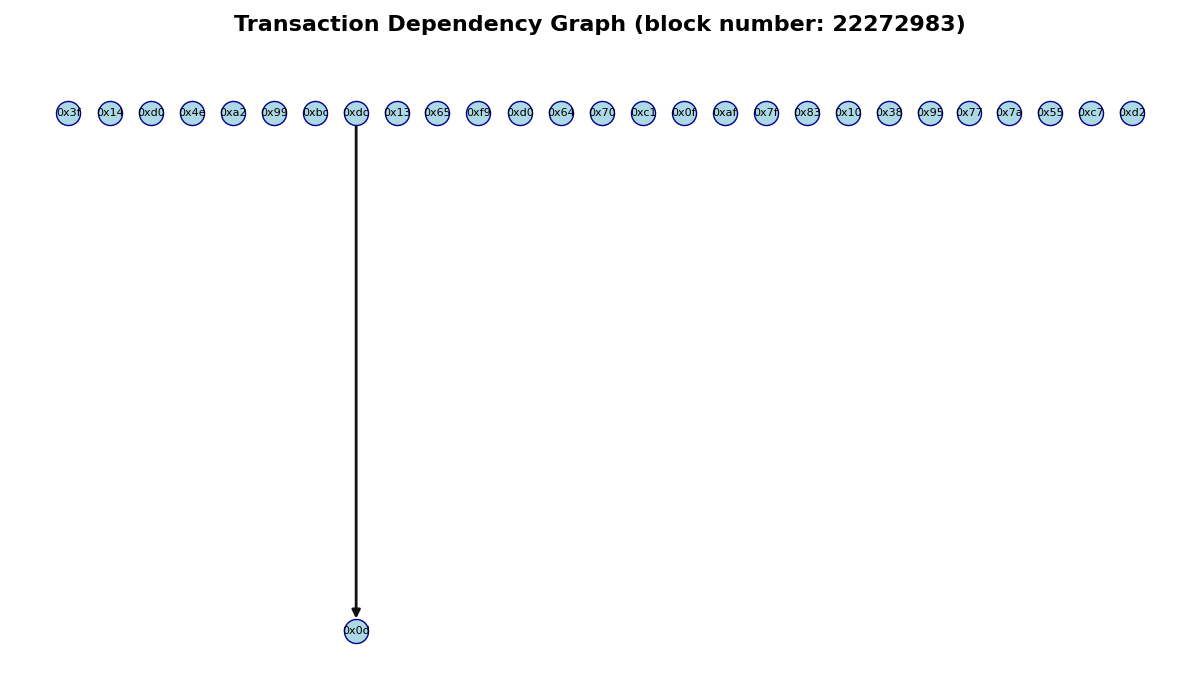 Transaction Dependency Graph (block number: 22272983)
0x3f 0x14 0xd0 0x4e 0xa2 0x99 0xbc 0xdc 0x13 0x65 0xf9 0xd0 0x64 0x70 0xc1 0x0f 0xaf 0x7f 0x83 0x10 0x38 0x95 0x77 0x7a 0x55 0xc7 0xd2
0x0d